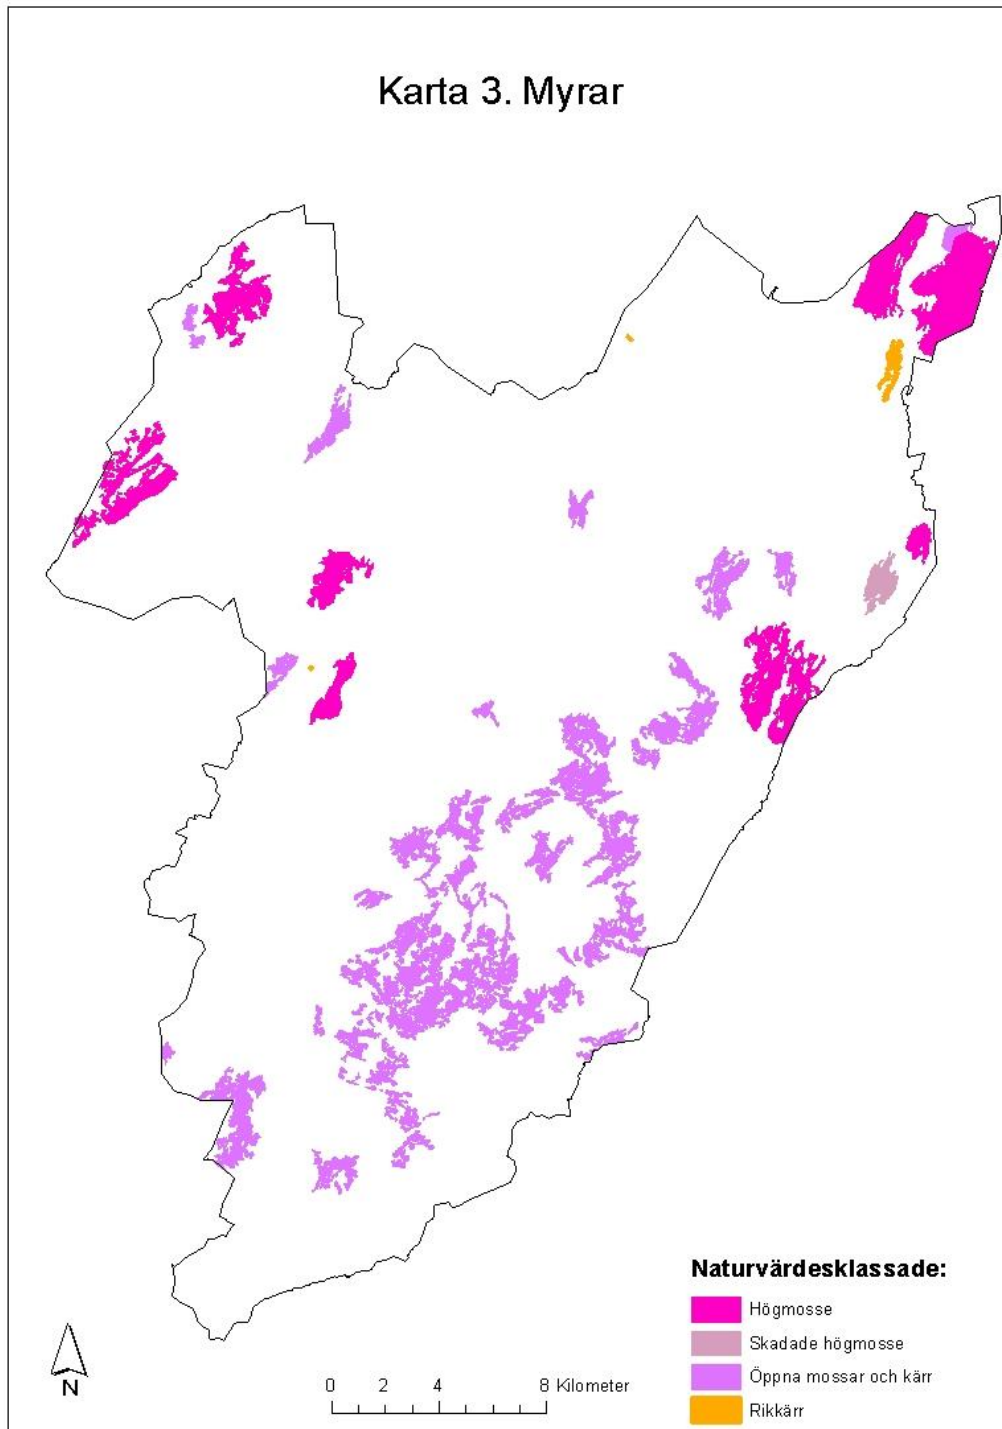 Karta 3. Myrar
Naturvärdesklassade:
Högmosse
Skadade högmosse
Öppna mossar och kärr
Rikkärr
N
0 2 4 8 Kilometer